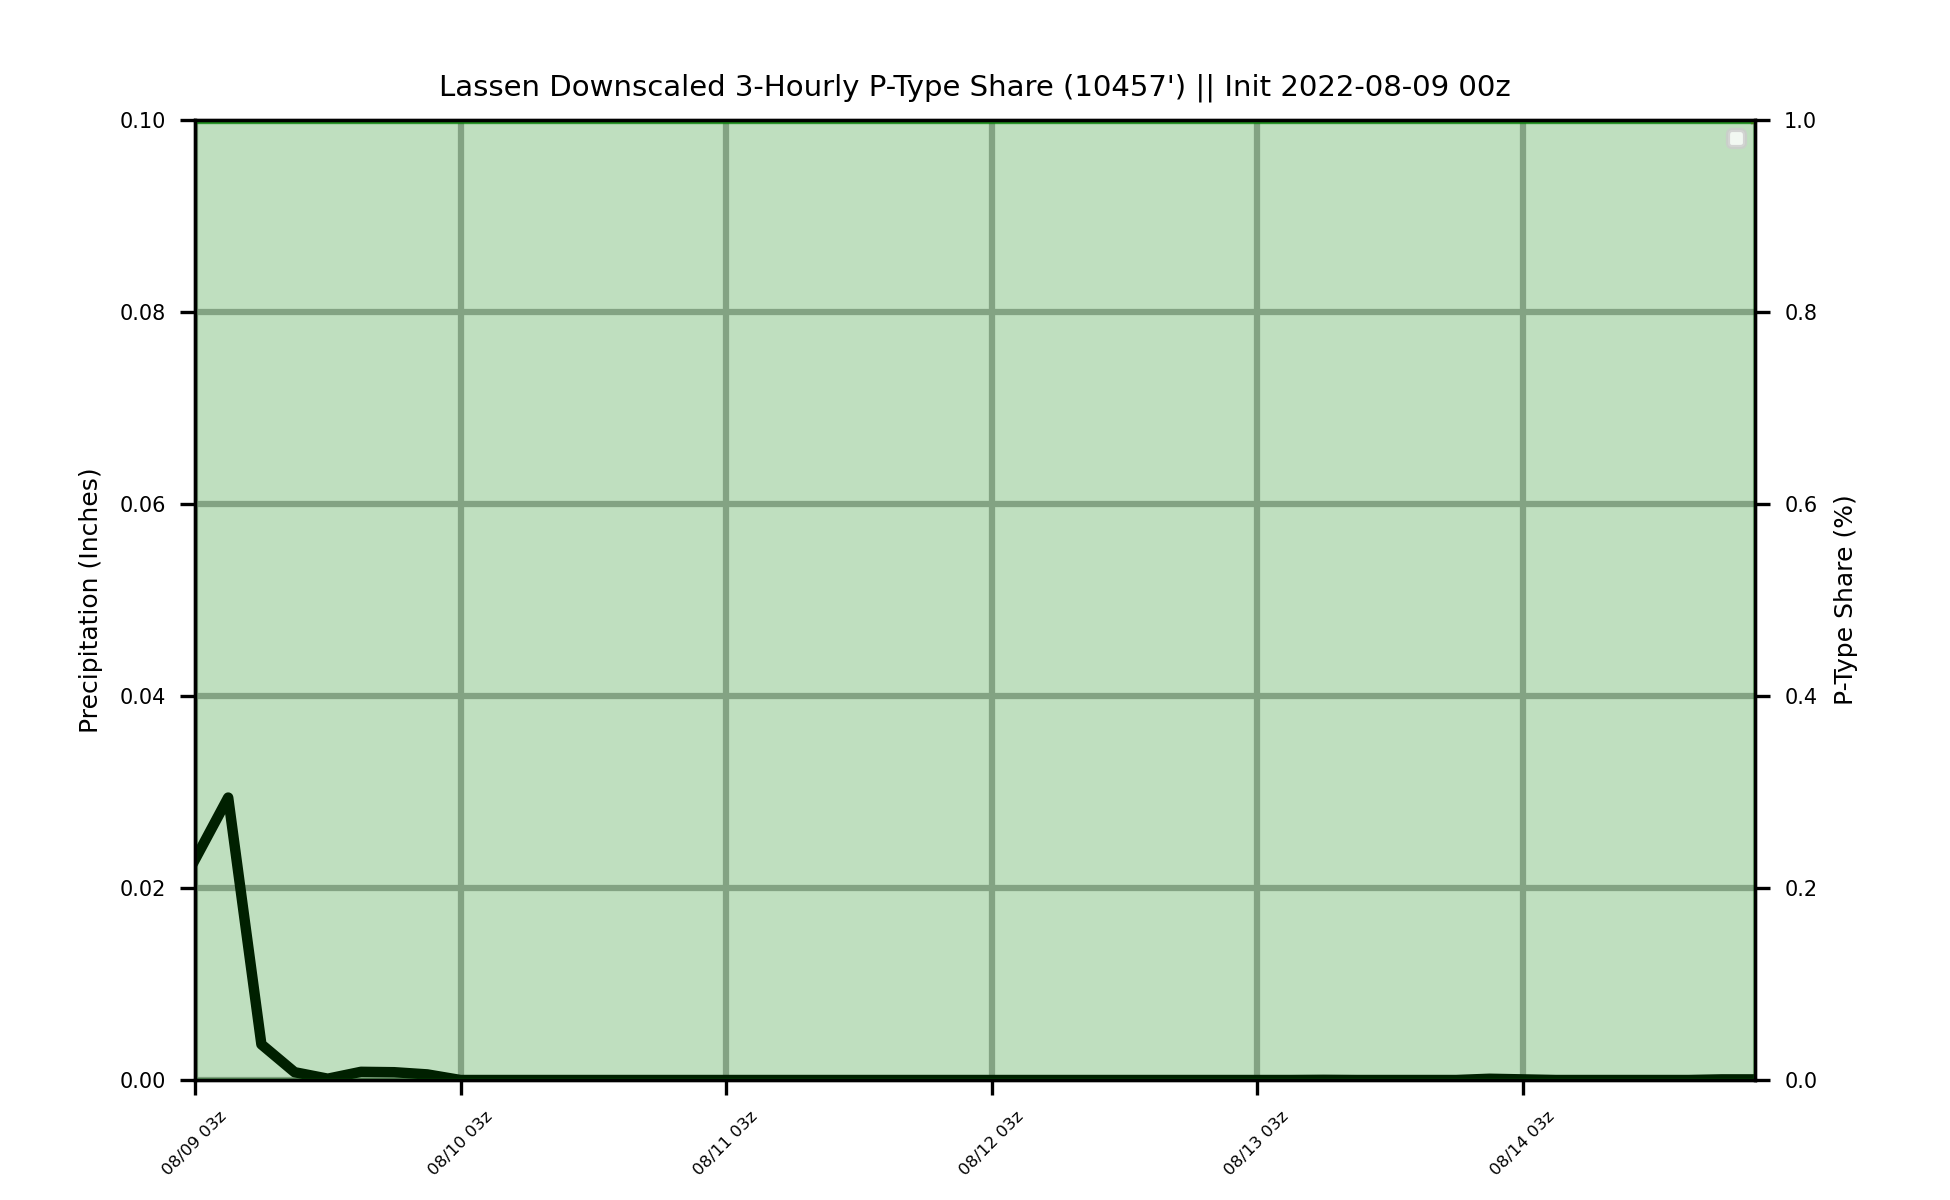 Lassen Downscaled 3-Hourly P-Type Share (10457') || Init 2022-08-09 00z
Precipitation (Inches)
0.10
0.08
0.06
0.04
0.02
0.00
1.0
0.8
0.6
0.4
0.2
0.0
P-Type Share (%)
08/09 03z
08/10 03z
08/11 03z
08/12 03z
08/13 03z
08/14 03z